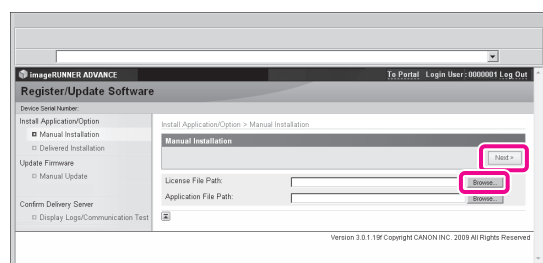 imageRUNNER ADVANCE
To Portal Login User : 0000001 Log Out
Register/Update Software
Device Serial Number:
Install Application/Option
Manual Installation
Delivered Installation
Update Firmware
Manual Update
Confirm Delivery Server
Display Logs/Communication Test
Install Application/Option > Manual Installation
Manual Installation
Next >
License File Path:
Browse...
Application File Path:
Browse...
Version 3.0.1.19f Copyright CANON INC. 2009 All Rights Reserved